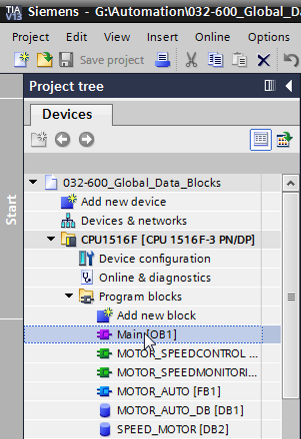 TIA
V13
Siemens - G:\Automation\032-600_Global_Da
Project Edit View Insert Online Options
Save project
Project tree
Devices
Start
032-600_Global_Data_Blocks
Add new device
Devices & networks
CPU1516F [CPU 1516F-3 PN/DP]
Device configuration
Online & diagnostics
Program blocks
Add new block
Main [OB1]
MOTOR_SPEEDCONTROL ...
MOTOR_SPEEDMONITORI...
MOTOR_AUTO [FB1]
MOTOR_AUTO_DB [DB1]
SPEED_MOTOR [DB2]